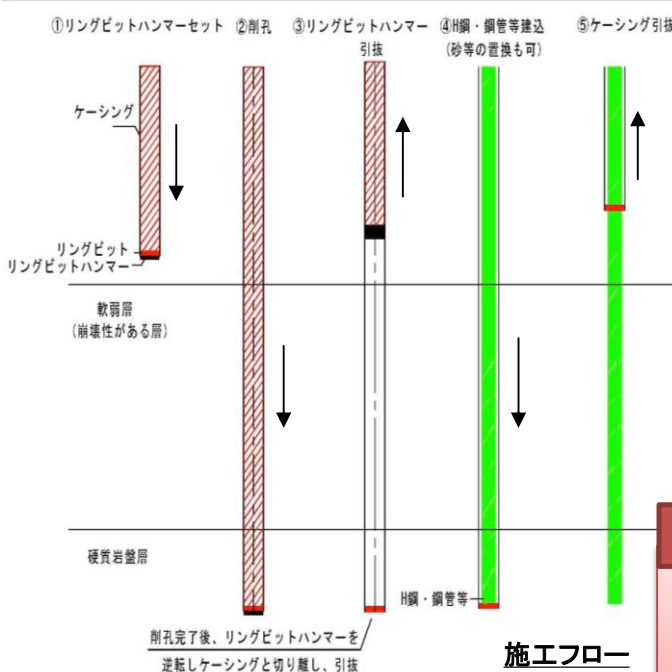 ①リングビットハンマーセット
②削孔
③リングビットハンマー
引抜
④H鋼・鋼管等建込
(砂等の置換も可)
⑤ケーシング引抜
ケーシング
リングビット
リングビットハンマー
軟弱層
(崩壊性がある層)
硬質岩盤層
H鋼・鋼管等
削孔完了後、リングビットハンマーを
逆転しケーシングと切り離し、引抜
施工フロー